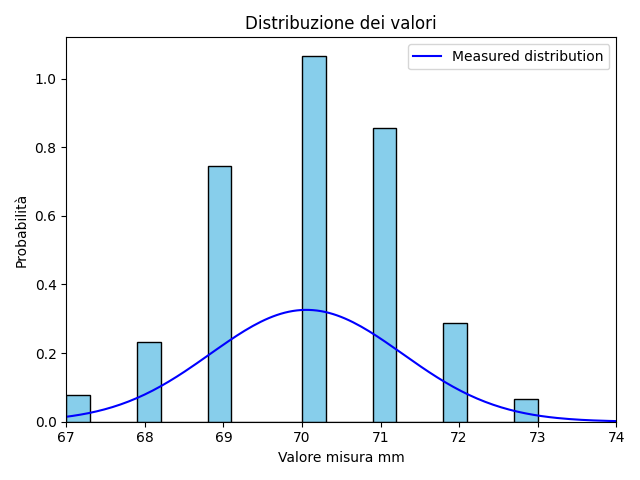 Distribuzione dei valori
Measured distribution
Probabilità
1.0
0.8
0.6
0.4
0.2
0.0
67 68 69 70 71 72 73 74
Valore misura mm